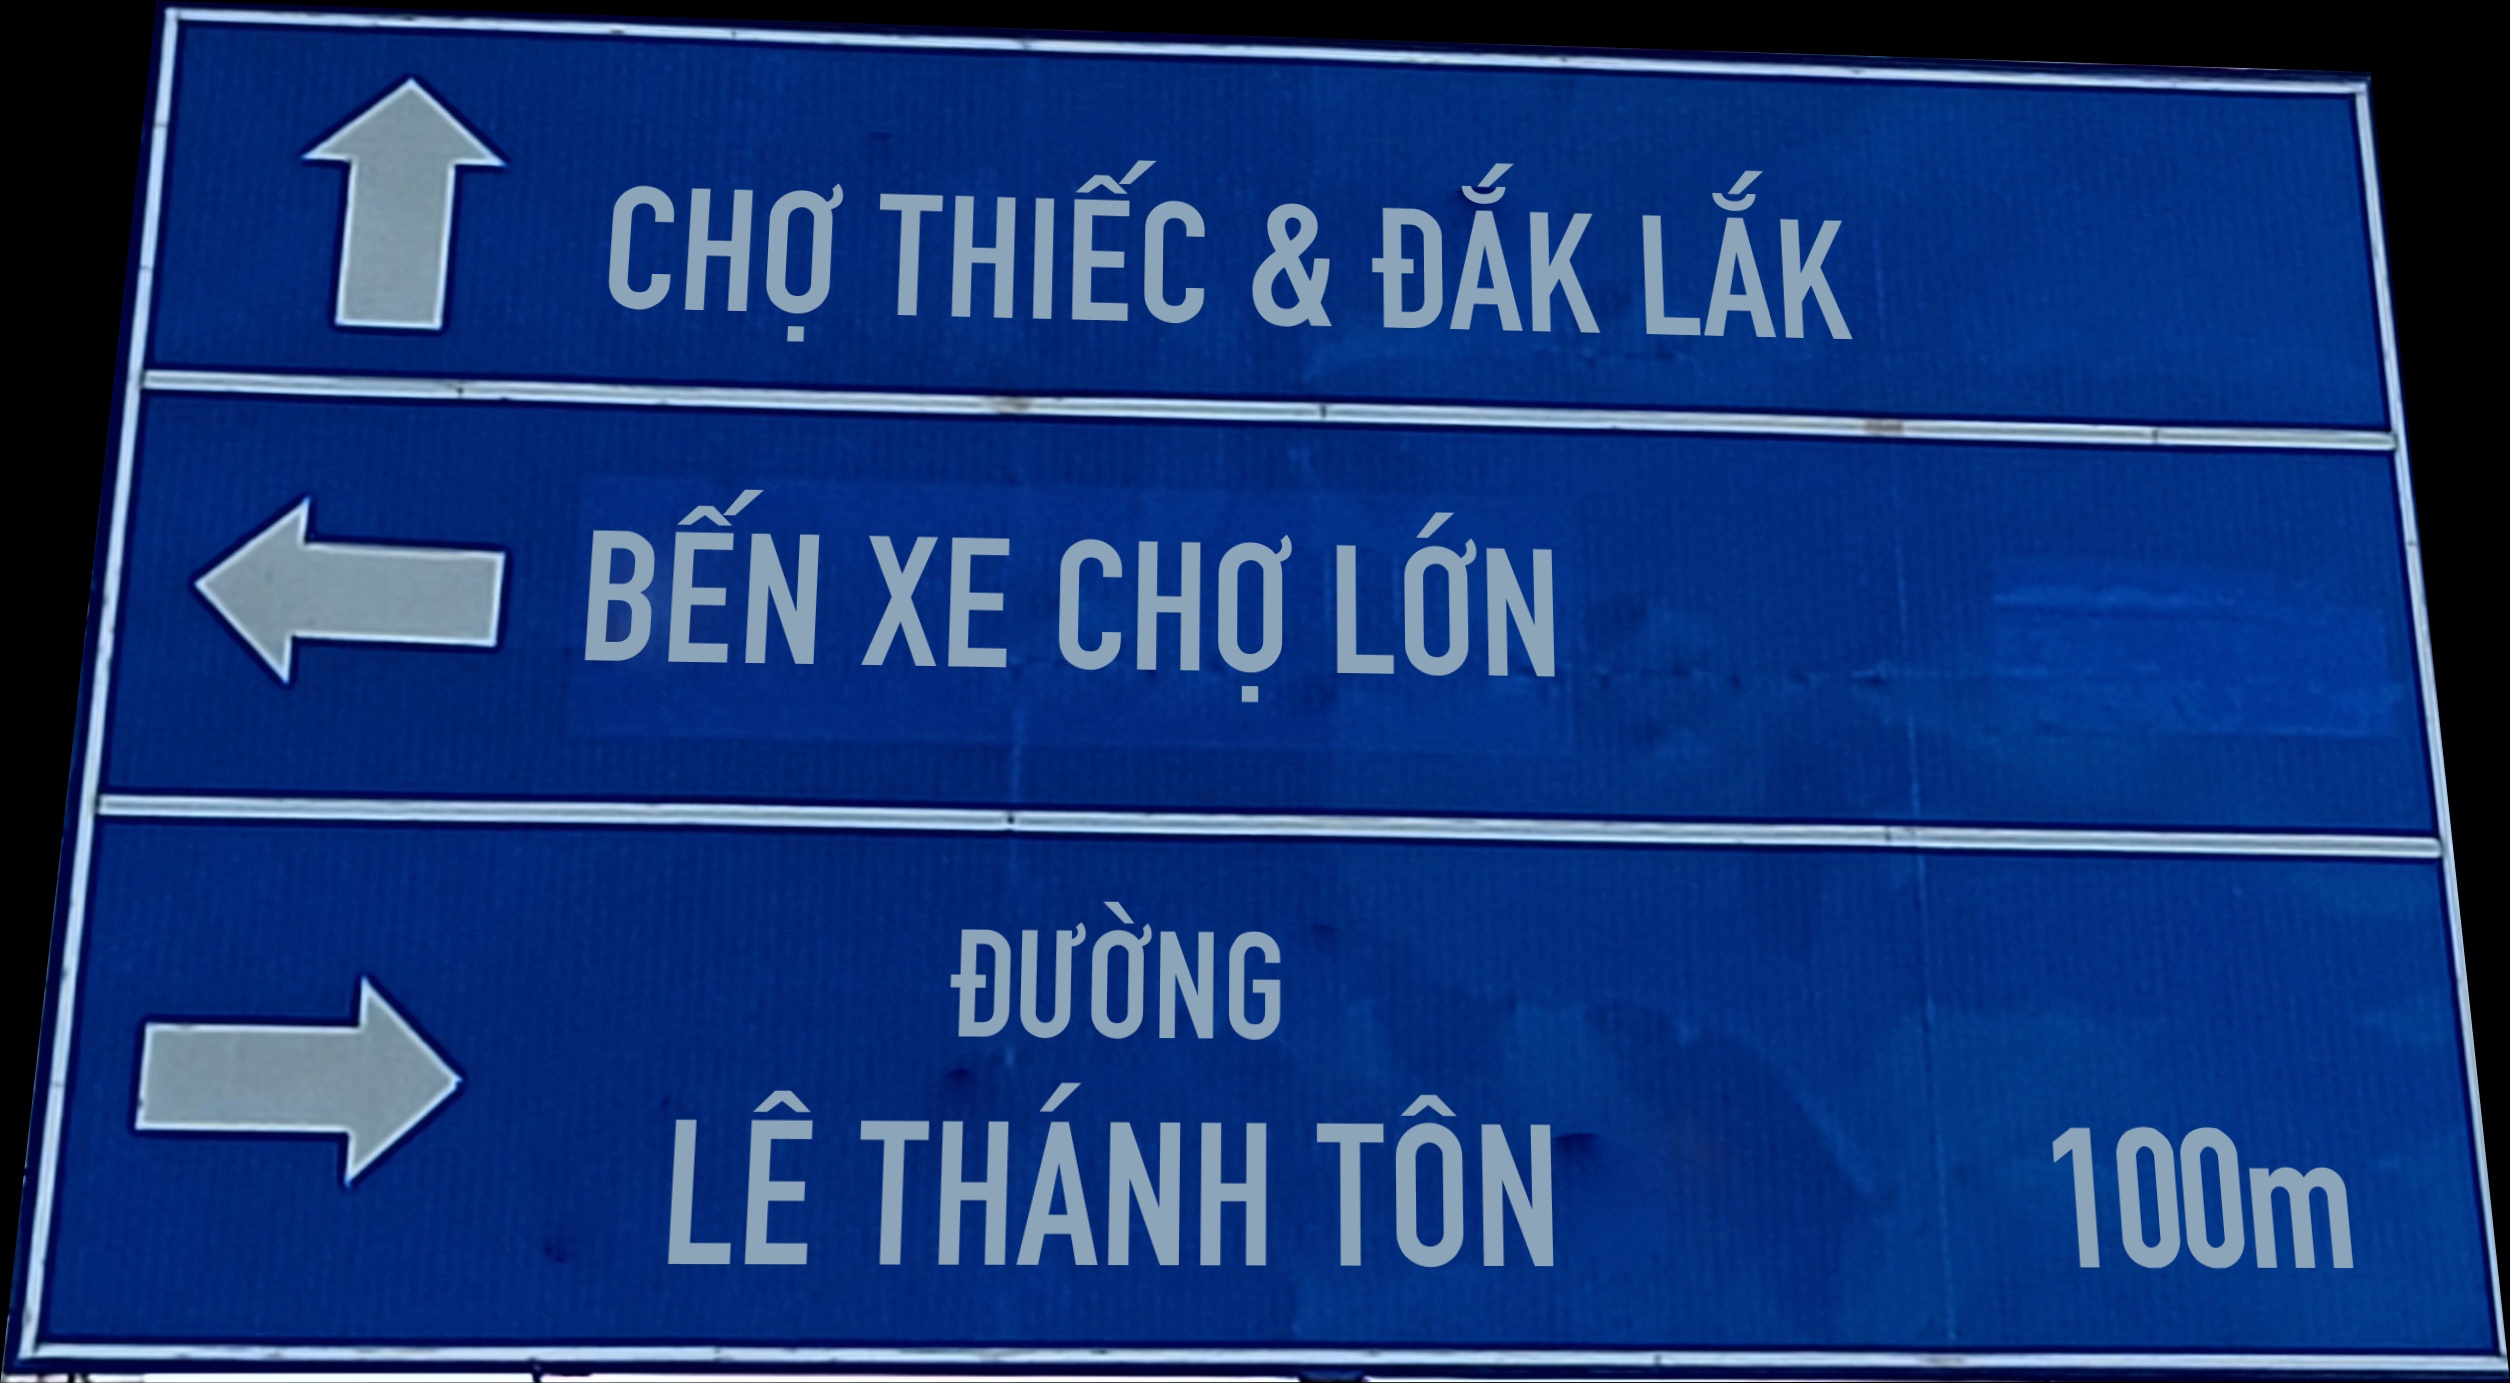 CHỢ THIẾC & ĐẮK LẮK
BẾN XE CHỢ LỚN
ĐƯỜNG
LÊ THÁNH TÔN
100m